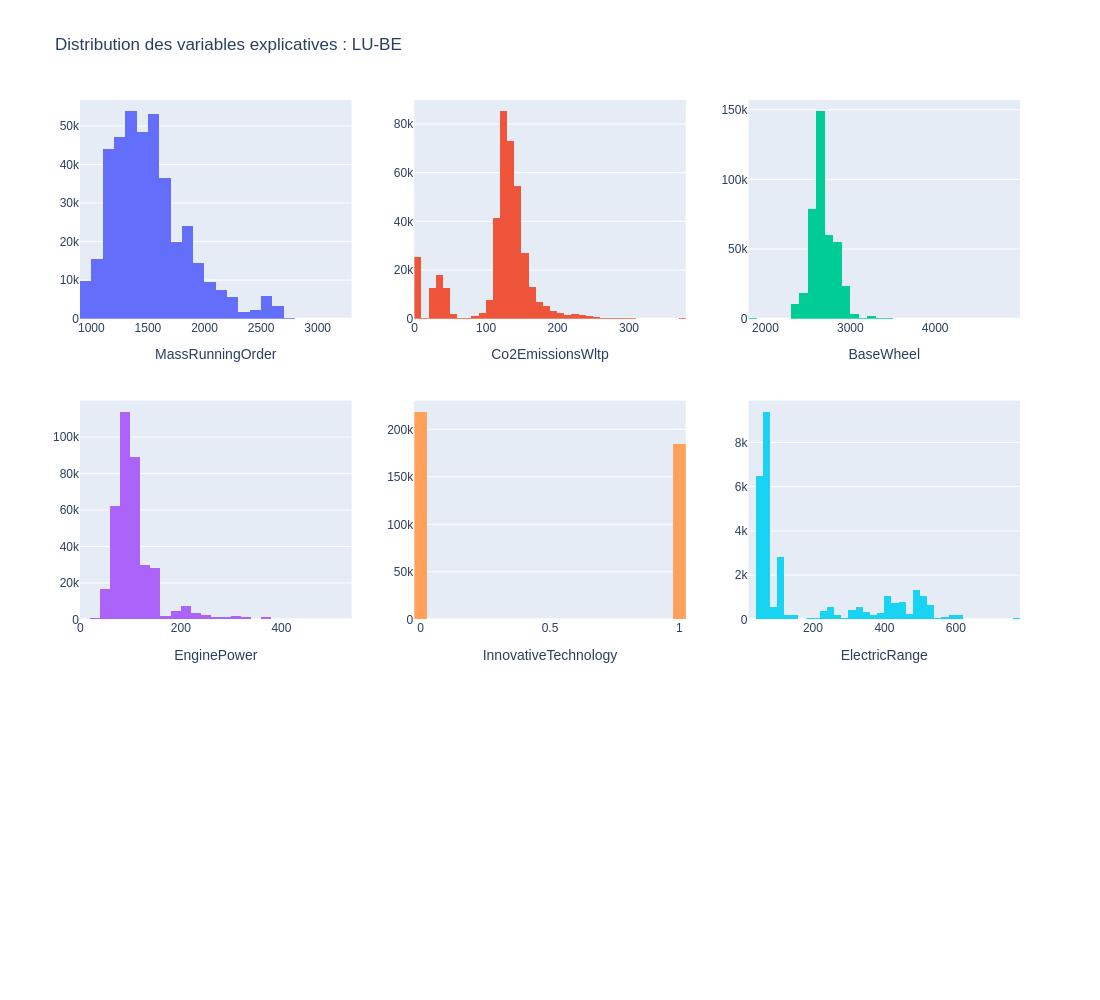 Distribution des variables explicatives : LU-BE
50k
40k
30k
20k
10k
0
1000 1500 2000 2500 3000
MassRunningOrder
80k
60k
40k
20k
0
0 100 200 300
Co2EmissionsWltp
150k
100k
50k
0
2000 3000 4000
BaseWheel
100k
80k
60k
40k
20k
0
0 200 400
EnginePower
200k
150k
100k
50k
0
0 0.5 1
InnovativeTechnology
8k
6k
4k
2k
0
200 400 600
ElectricRange